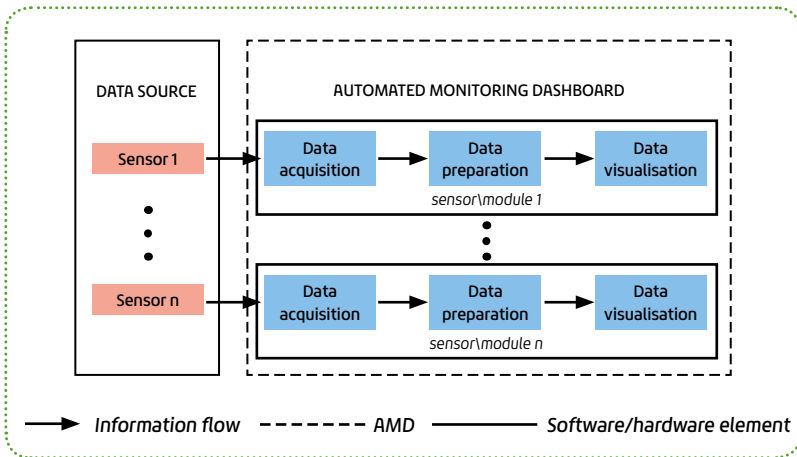 DATA SOURCE
AUTOMATED MONITORING DASHBOARD
Sensor 1
Data
acquisition
Data
preparation
Data
visualisation
sensor\module 1
Sensor n
Data
acquisition
Data
preparation
Data
visualisation
sensor\module n
Information flow
AMD
Software/hardware element